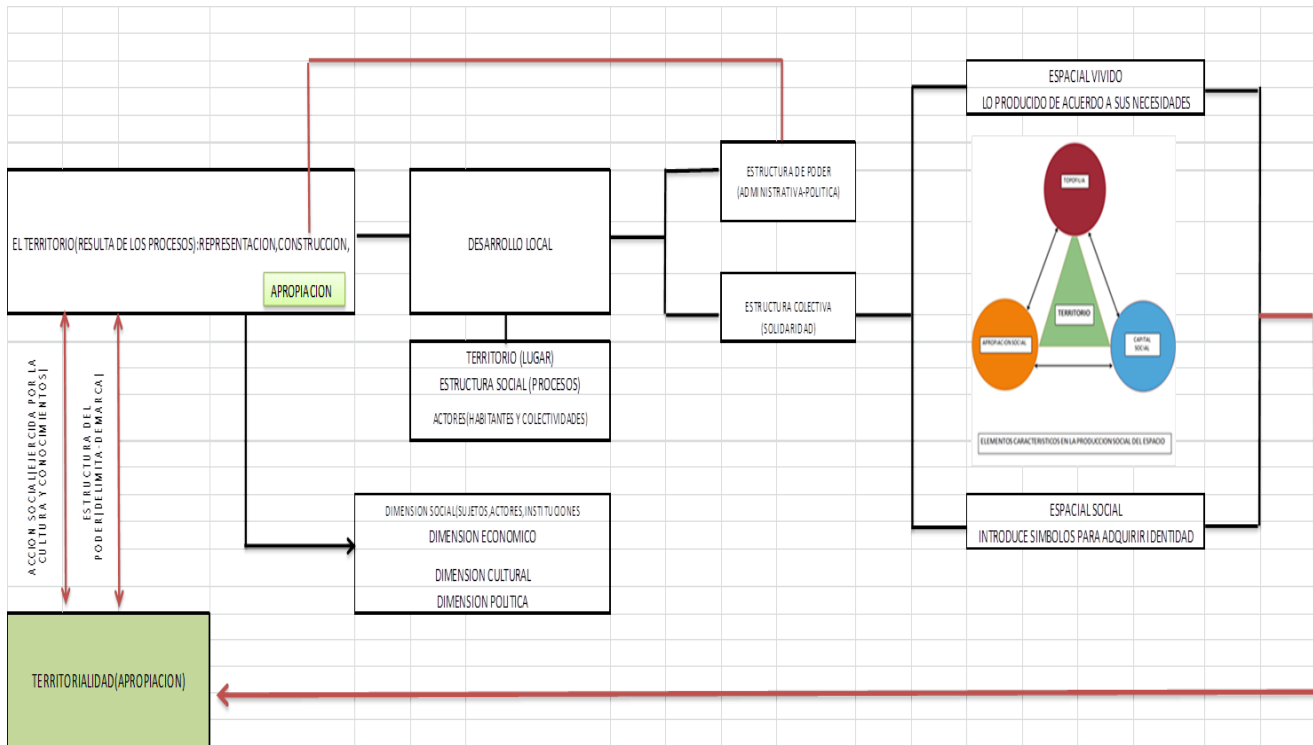 ESPACIAL VIVIDO
LO PRODUCIDO DE ACUERDO A SUS NECESIDADES
ESTRUCTURA DE PODER
(ADMINISTRATIVA-POLITICA)
TOPOFILIA
EL TERRITORIO(RESULTA DE LOS PROCESOS):REPRESENTACION,CONSTRUCCION,
APROPIACION
DESARROLLO LOCAL
ESTRUCTURA COLECTIVA
(SOLIDARIDAD)
TERRITORIO
APROPIACION SOCIAL
CAPITAL
SOCIAL
TERRITORIO (LUGAR)
ESTRUCTURA SOCIAL (PROCESOS)
ACTORES(HABITANTES Y COLECTIVIDADES)
ELEMENTOS CARACTERISTICOS EN LA PRODUCCION SOCIAL DEL ESPACIO
ACCION SOCIAL|EJERCIDA POR LA
CULTURA Y CONOCIMIENTOS|
ESTRUCTURA DEL
PODER|DELIMITA-DEMARCA|
DIMENSION SOCIAL(SUJETOS,ACTORES,INSTITUCIONES
DIMENSION ECONOMICO
DIMENSION CULTURAL
DIMENSION POLITICA
ESPACIAL SOCIAL
INTRODUCE SIMBOLOS PARA ADQUIRIR IDENTIDAD
TERRITORIALIDAD(APROPIACION)